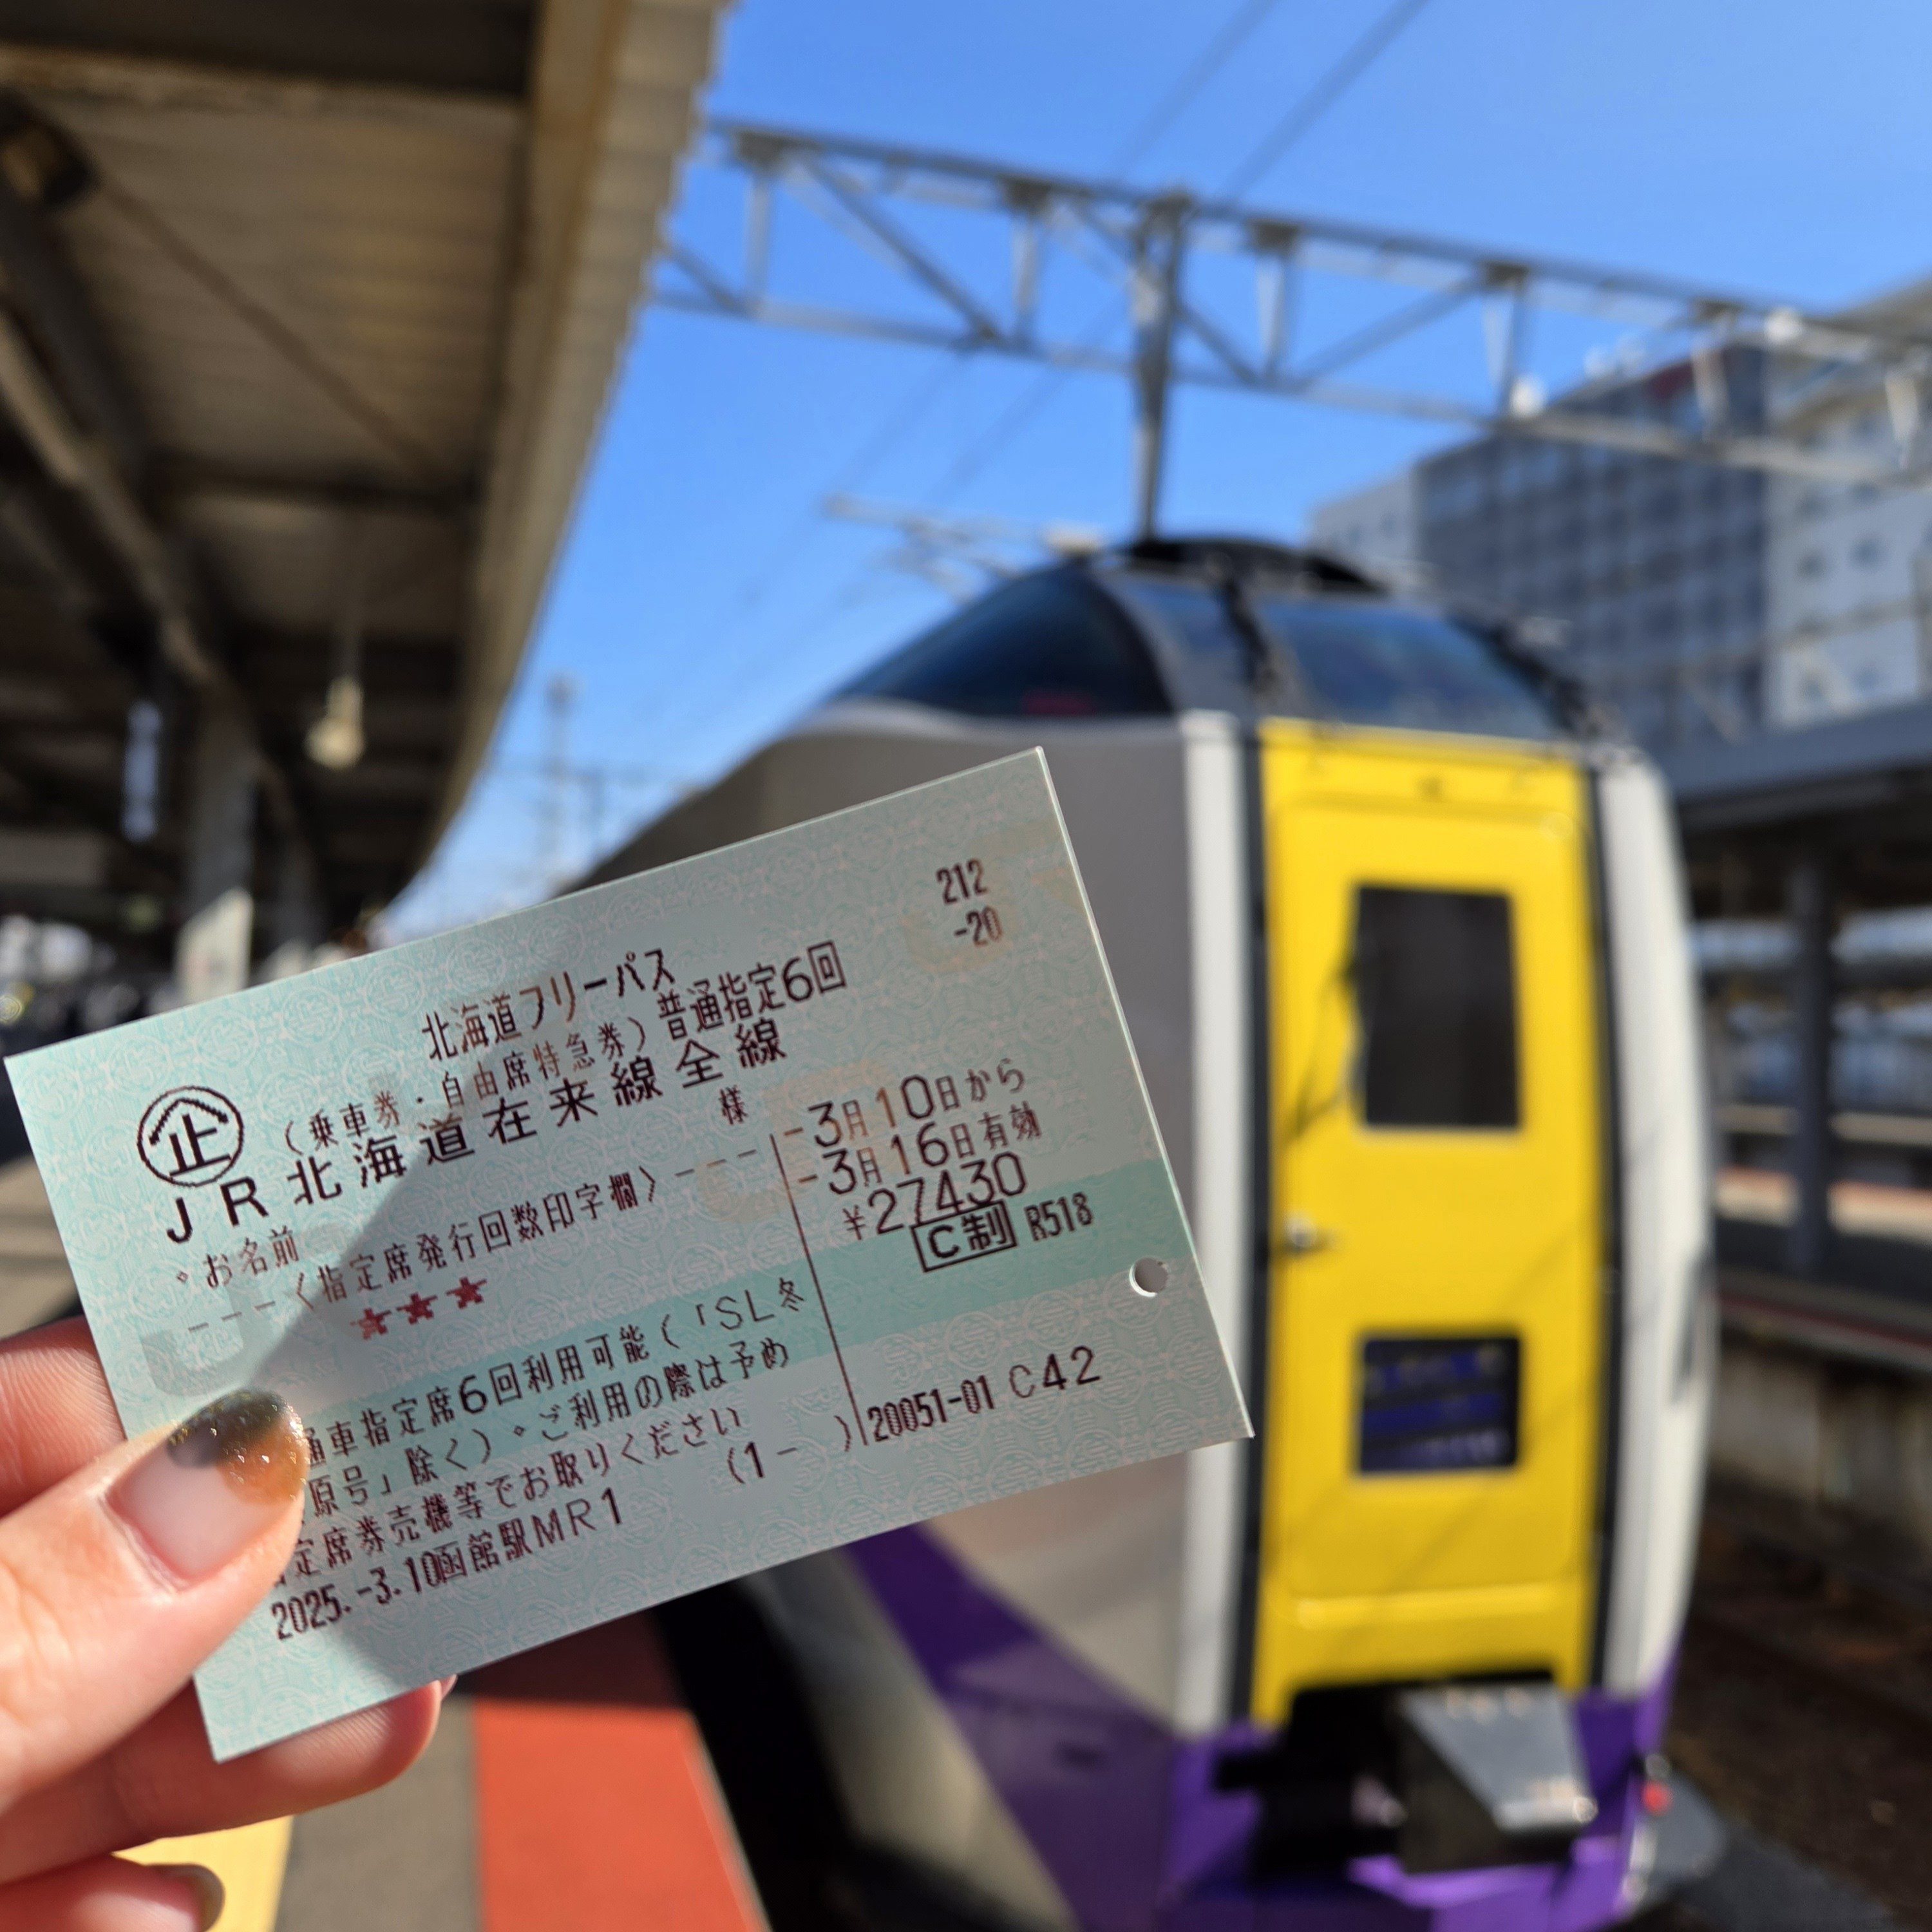 212
-20
北海道フリーパス
(乗車券・自由席特急券)普通指定6回
企
JR北海道在来線全線
。お名前 様
---<指定席発行回数印字欄>---
★★★
-3月10日から
-3月16日有効
¥27430
C制 R518
通車指定席6回利用可能(「SL冬
原号」除く)。ご利用の際は予め
定席券売機等でお取りください
2025.-3.10函館駅MR1 (1- )
20051-01 C42